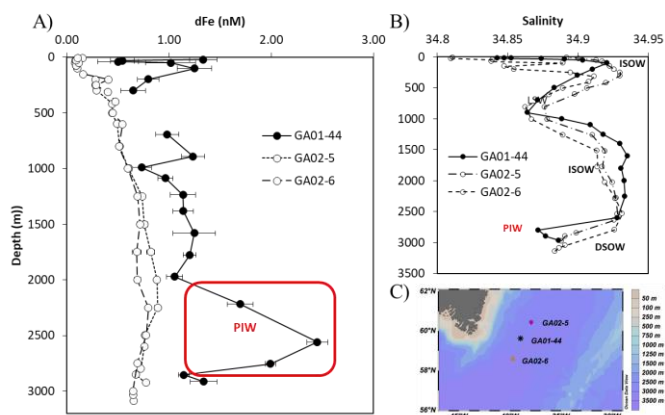 A)
dFe (nM)
0.00 1.00 2.00 3.00
0
500
1000
1500
2000
2500
3000
Depth (m))
GA01-44
GA02-5
GA02-6
PIW
B)
Salinity
34.8 34.85 34.9 34.95
0
500
1000
1500
2000
2500
3000
3500
ISOW
GA01-44
GA02-5
GA02-6
ISOW
PIW
DSOW
C)
62°N
60°N
58°N
56°N
GA02-5
GA01-44
GA02-6
50 m
250 m
500 m
750 m
1000 m
1500 m
2000 m
2500 m
3000 m
3500 m